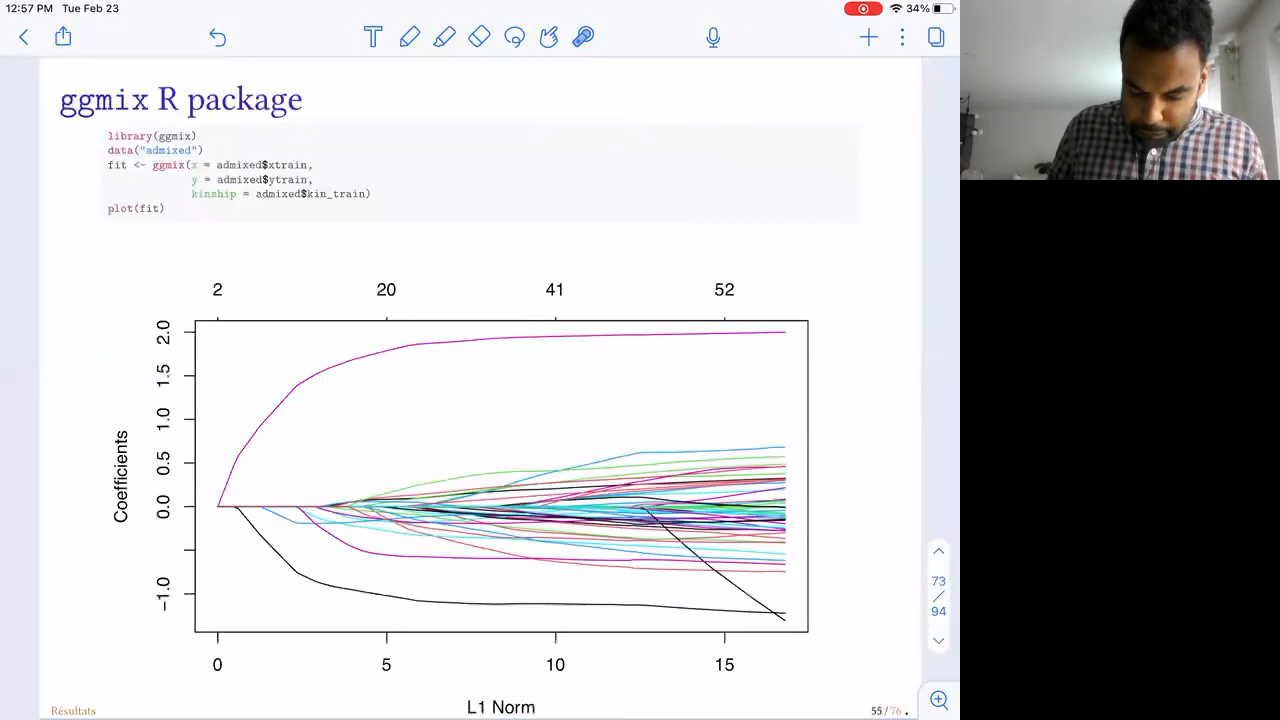 12:57 PM Tue Feb 23
34%
ggmix R package
library(ggmix)
data("admixed")
fit <- ggmix(x = admixed$xtrain,
y = admixed$ytrain,
kinship = admixed$kin_train)
plot(fit)
2 20 41 52
2.0
1.5
1.0
0.5
0.0
-1.0
Coefficients
0 5 10 15
L1 Norm
73
/
94
Résultats
55 / 76